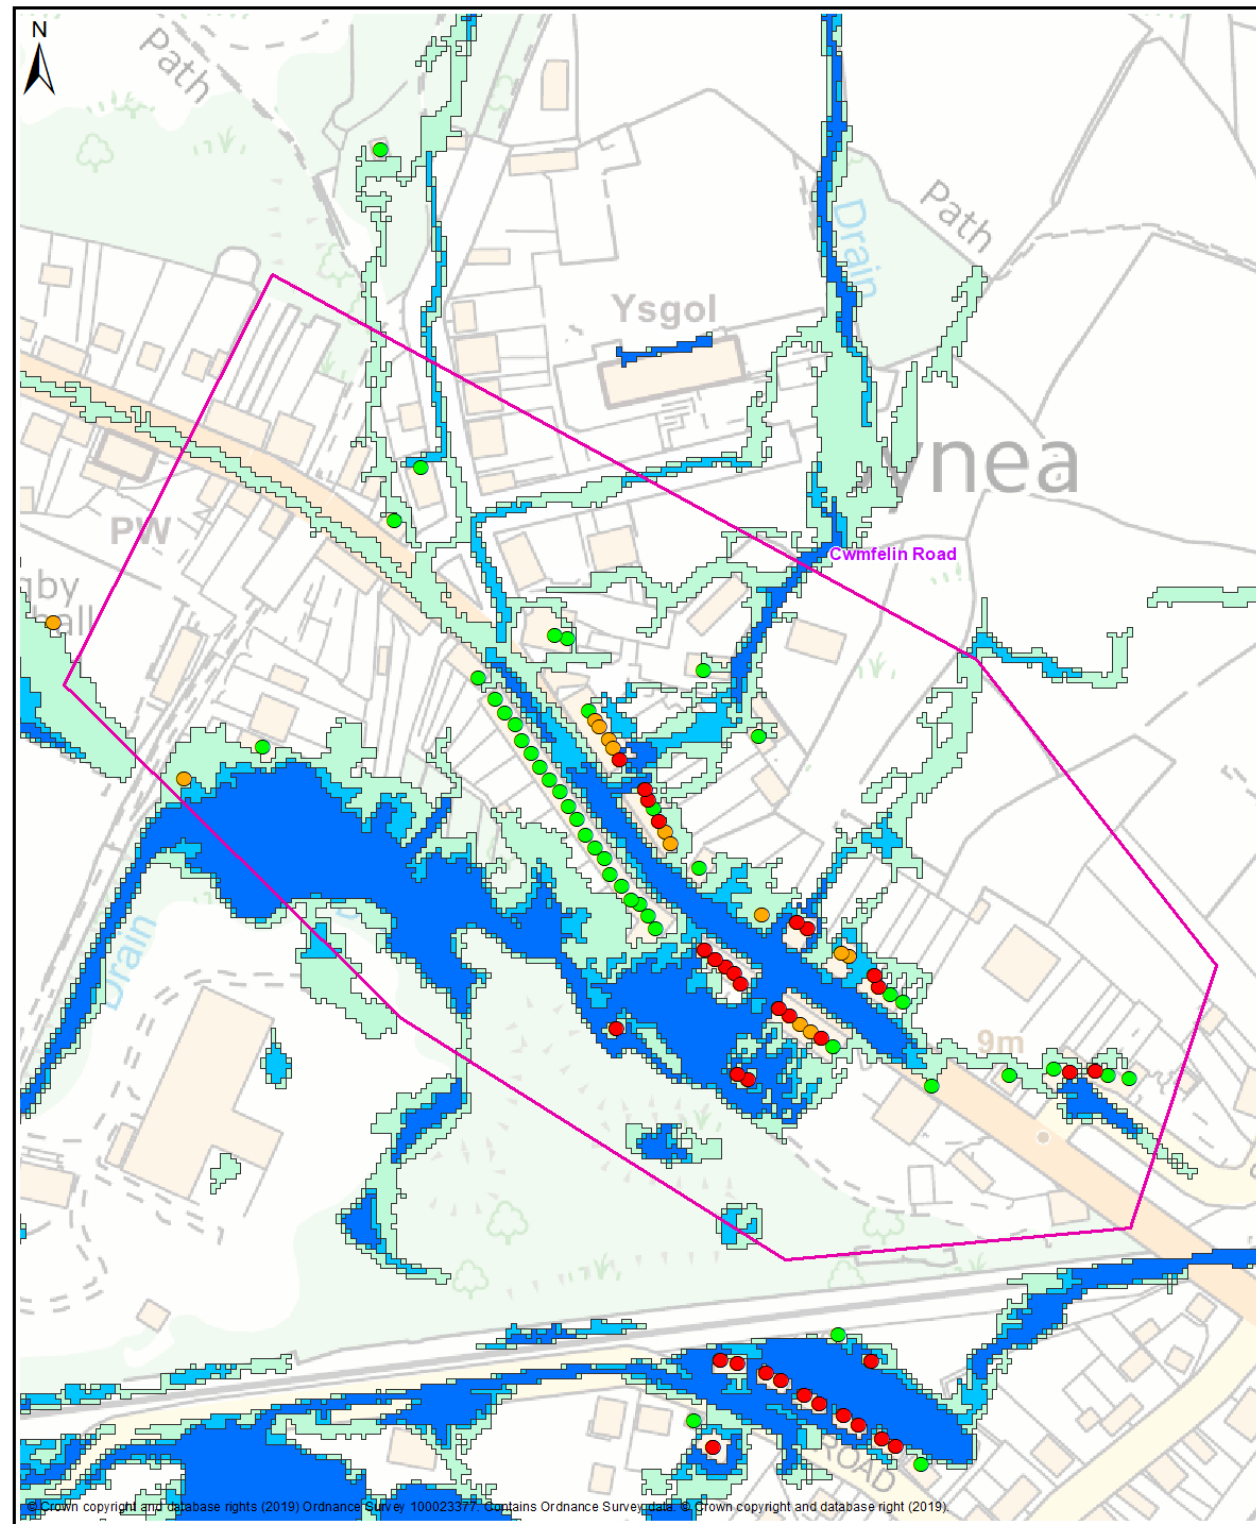 N
Path
Drain
Path
Ysgol
ynea
Cwmfelin Road
PW
gby
all
Drain
9m
ROAD
© Crown copyright and database rights (2019) Ordnance Survey 100023377. Contains Ordnance Survey data. © Crown copyright and database right (2019).